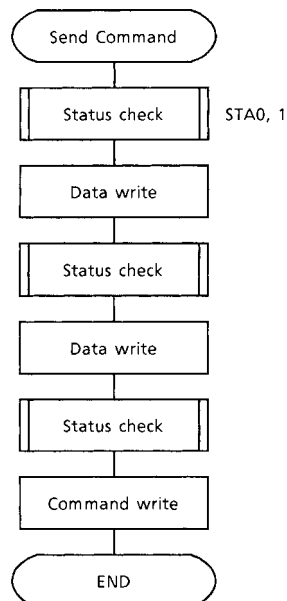 Send Command
Status check STA0, 1
Data write
Status check
Data write
Status check
Command write
END